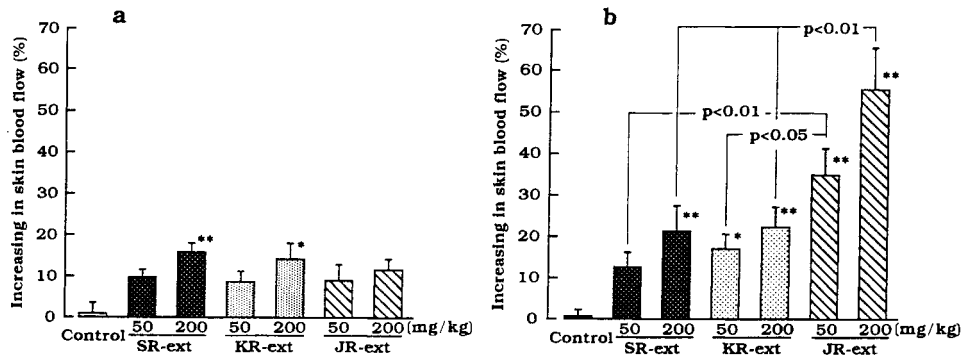 a
Increasing in skin blood flow (%)
70
60
50
40
30
20
10
0
**
*
Control 50 200 50 200 50 200 (mg/kg)
SR-ext KR-ext JR-ext
b
Increasing in skin blood flow (%)
70
60
50
40
30
20
10
0
p<0.01
**
p<0.01
p<0.05
**
**
*
**
Control 50 200 50 200 50 200 (mg/kg)
SR-ext KR-ext JR-ext